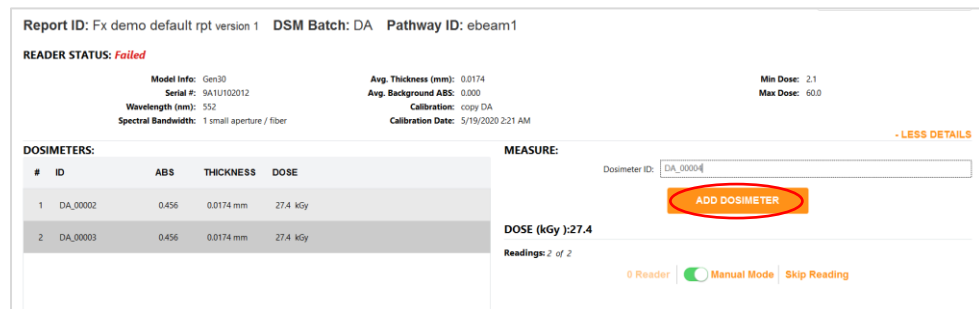 Report ID: Fx demo default rpt version 1 DSM Batch: DA Pathway ID: ebeam1
READER STATUS: Failed
Model Info: Gen30
Serial #: 9A1U102012
Wavelength (nm): 552
Spectral Bandwidth: 1 small aperture / fiber
Avg. Thickness (mm): 0.0174
Avg. Background ABS: 0.000
Calibration: copy DA
Calibration Date: 5/19/2020 2:21 AM
Min Dose: 2.1
Max Dose: 60.0
- LESS DETAILS
DOSIMETERS:
# ID ABS THICKNESS DOSE
1 DA_00002 0.456 0.0174 mm 27.4 kGy
2 DA_00003 0.456 0.0174 mm 27.4 kGy
MEASURE:
Dosimeter ID: DA_00004
ADD DOSIMETER
DOSE (kGy ):27.4
Readings: 2 of 2
0 Reader Manual Mode Skip Reading